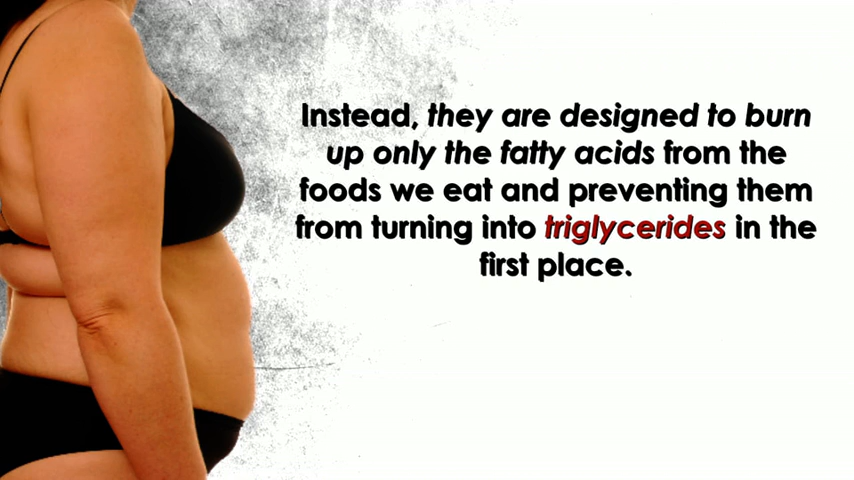 Instead, they are designed to burn
up only the fatty acids from the
foods we eat and preventing them
from turning into triglycerides in the
first place.